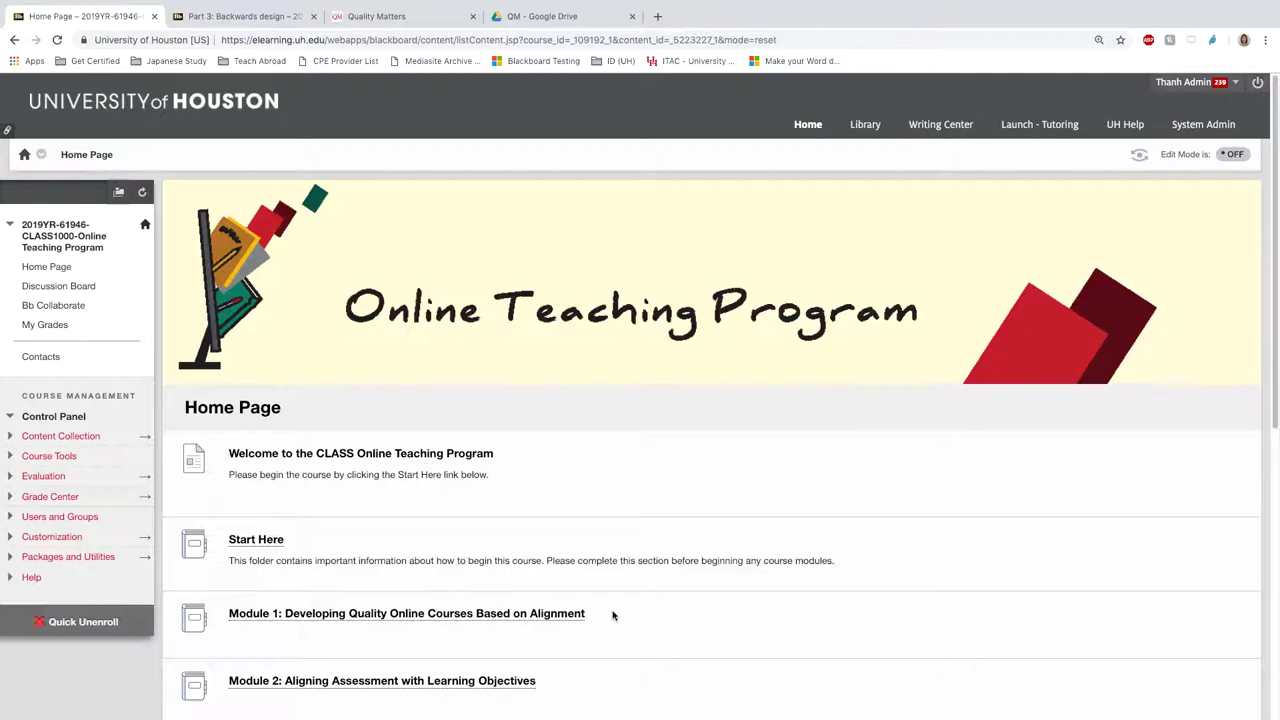 Home Page – 2019YR-61946-
Part 3: Backwards design – 20
Quality Matters
QM - Google Drive
University of Houston [US]
https://elearning.uh.edu/webapps/blackboard/content/listContent.jsp?course_id=_109192_1&content_id=_5223227_1&mode=reset
Apps
Get Certified
Japanese Study
Teach Abroad
CPE Provider List
Mediasite Archive ...
Blackboard Testing
ID (UH)
ITAC - University ...
Make your Word d...
Thanh Admin 239
UNIVERSITY of HOUSTON
Home
Library
Writing Center
Launch - Tutoring
UH Help
System Admin
Home Page
Edit Mode is:
OFF
2019YR-61946-
CLASS1000-Online
Teaching Program
Home Page
Discussion Board
Bb Collaborate
My Grades
Contacts
COURSE MANAGEMENT
Control Panel
Content Collection
Course Tools
Evaluation
Grade Center
Users and Groups
Customization
Packages and Utilities
Help
Quick Unenroll
Online Teaching Program
Home Page
Welcome to the CLASS Online Teaching Program
Please begin the course by clicking the Start Here link below.
Start Here
This folder contains important information about how to begin this course. Please complete this section before beginning any course modules.
Module 1: Developing Quality Online Courses Based on Alignment
Module 2: Aligning Assessment with Learning Objectives